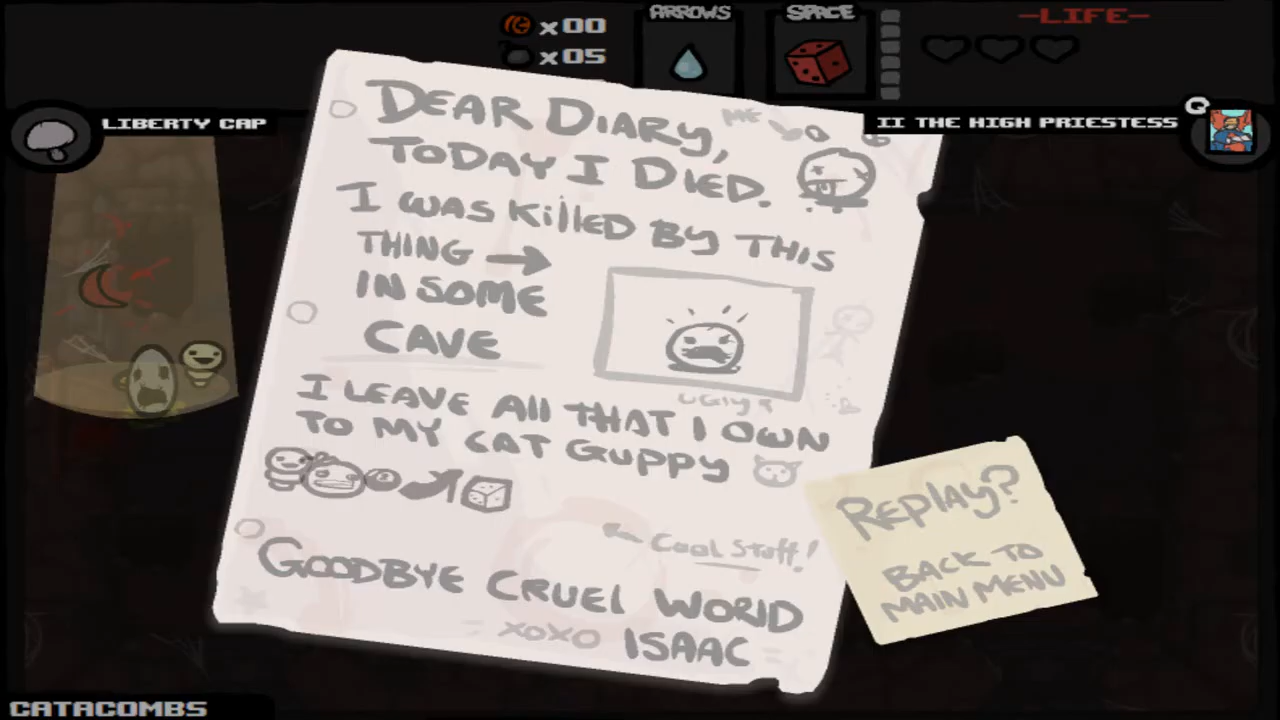 x00
x05
ARROWS
SPACE
-LIFE-
LIBERTY CAP
Q
II THE HIGH PRIESTESS
DEAR DIARY,
ME
TODAY I DIED.
I WAS KillED BY THIS
THING →
IN SOME
CAVE
UGly
I LEAVE All THAT I OWN
TO MY CAT GUPPY
← Cool Stuff!
GOODBYE CRUEl WORlD
xoxo ISAAC
REPlAY?
BACK TO
MAIN MENU
CATACOMBS